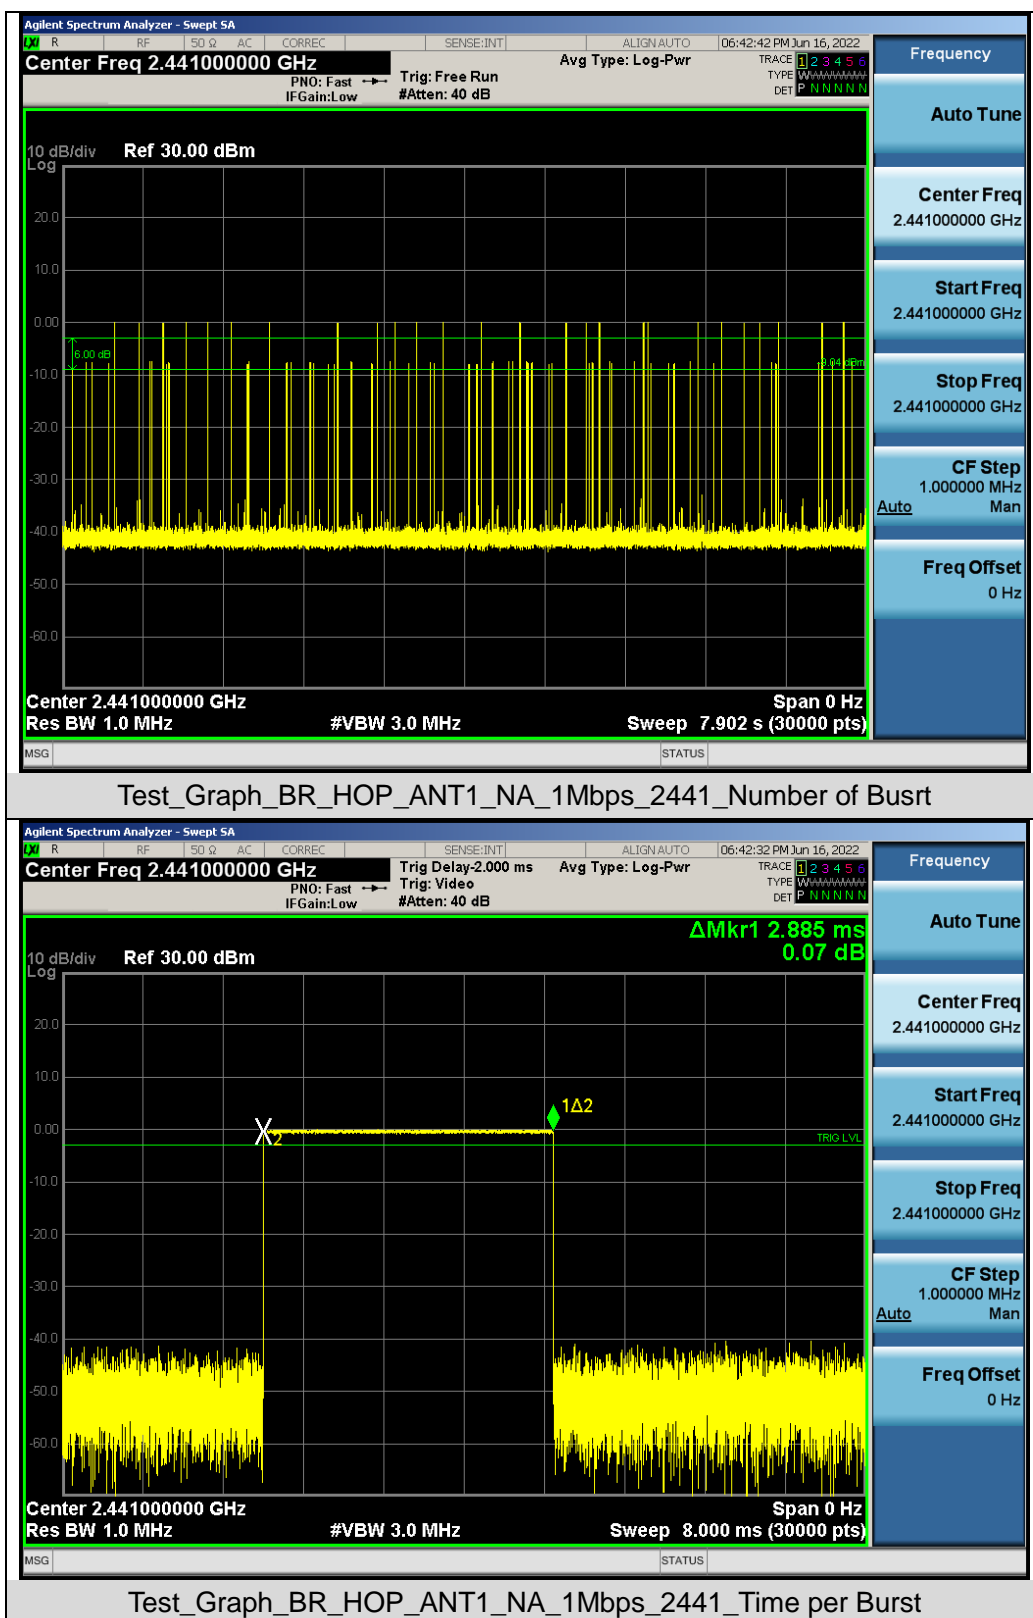 Agilent Spectrum Analyzer - Swept SA
LXI R RF 50 Ω AC CORREC SENSE:INT ALIGN AUTO 06:42:42 PM Jun 16, 2022
Center Freq 2.441000000 GHz
PNO: Fast
IFGain:Low
Trig: Free Run
#Atten: 40 dB
Avg Type: Log-Pwr
TRACE 1 2 3 4 5 6
TYPE W
DET P N N N N N
Frequency
Auto Tune
Center Freq
2.441000000 GHz
Start Freq
2.441000000 GHz
Stop Freq
2.441000000 GHz
CF Step
1.000000 MHz
Auto Man
Freq Offset
0 Hz
10 dB/div Ref 30.00 dBm
Log
20.0
10.0
0.00
6.00 dB
-9.04 dBm
-10.0
-20.0
-30.0
-40.0
-50.0
-60.0
Center 2.441000000 GHz Span 0 Hz
Res BW 1.0 MHz #VBW 3.0 MHz Sweep 7.902 s (30000 pts)
MSG STATUS
Test_Graph_BR_HOP_ANT1_NA_1Mbps_2441_Number of Busrt
Agilent Spectrum Analyzer - Swept SA
LXI R RF 50 Ω AC CORREC SENSE:INT ALIGN AUTO 06:42:32 PM Jun 16, 2022
Center Freq 2.441000000 GHz
PNO: Fast
IFGain:Low
Trig Delay-2.000 ms
Trig: Video
#Atten: 40 dB
Avg Type: Log-Pwr
TRACE 1 2 3 4 5 6
TYPE W
DET P N N N N N
Frequency
Auto Tune
Center Freq
2.441000000 GHz
Start Freq
2.441000000 GHz
Stop Freq
2.441000000 GHz
CF Step
1.000000 MHz
Auto Man
Freq Offset
0 Hz
ΔMkr1 2.885 ms
0.07 dB
10 dB/div Ref 30.00 dBm
Log
20.0
10.0
1Δ2
0.00
X2
TRIG LVL
-10.0
-20.0
-30.0
-40.0
-50.0
-60.0
Center 2.441000000 GHz Span 0 Hz
Res BW 1.0 MHz #VBW 3.0 MHz Sweep 8.000 ms (30000 pts)
MSG STATUS
Test_Graph_BR_HOP_ANT1_NA_1Mbps_2441_Time per Burst